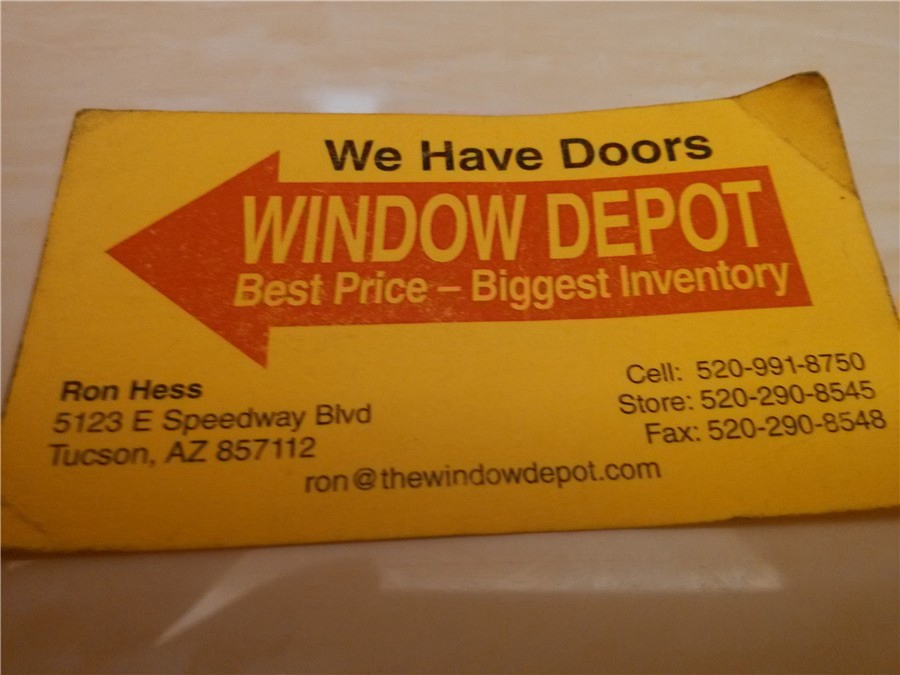 We Have Doors
WINDOW DEPOT
Best Price – Biggest Inventory
Ron Hess
5123 E Speedway Blvd
Tucson, AZ 857112
Cell: 520-991-8750
Store: 520-290-8545
Fax: 520-290-8548
ron@thewindowdepot.com